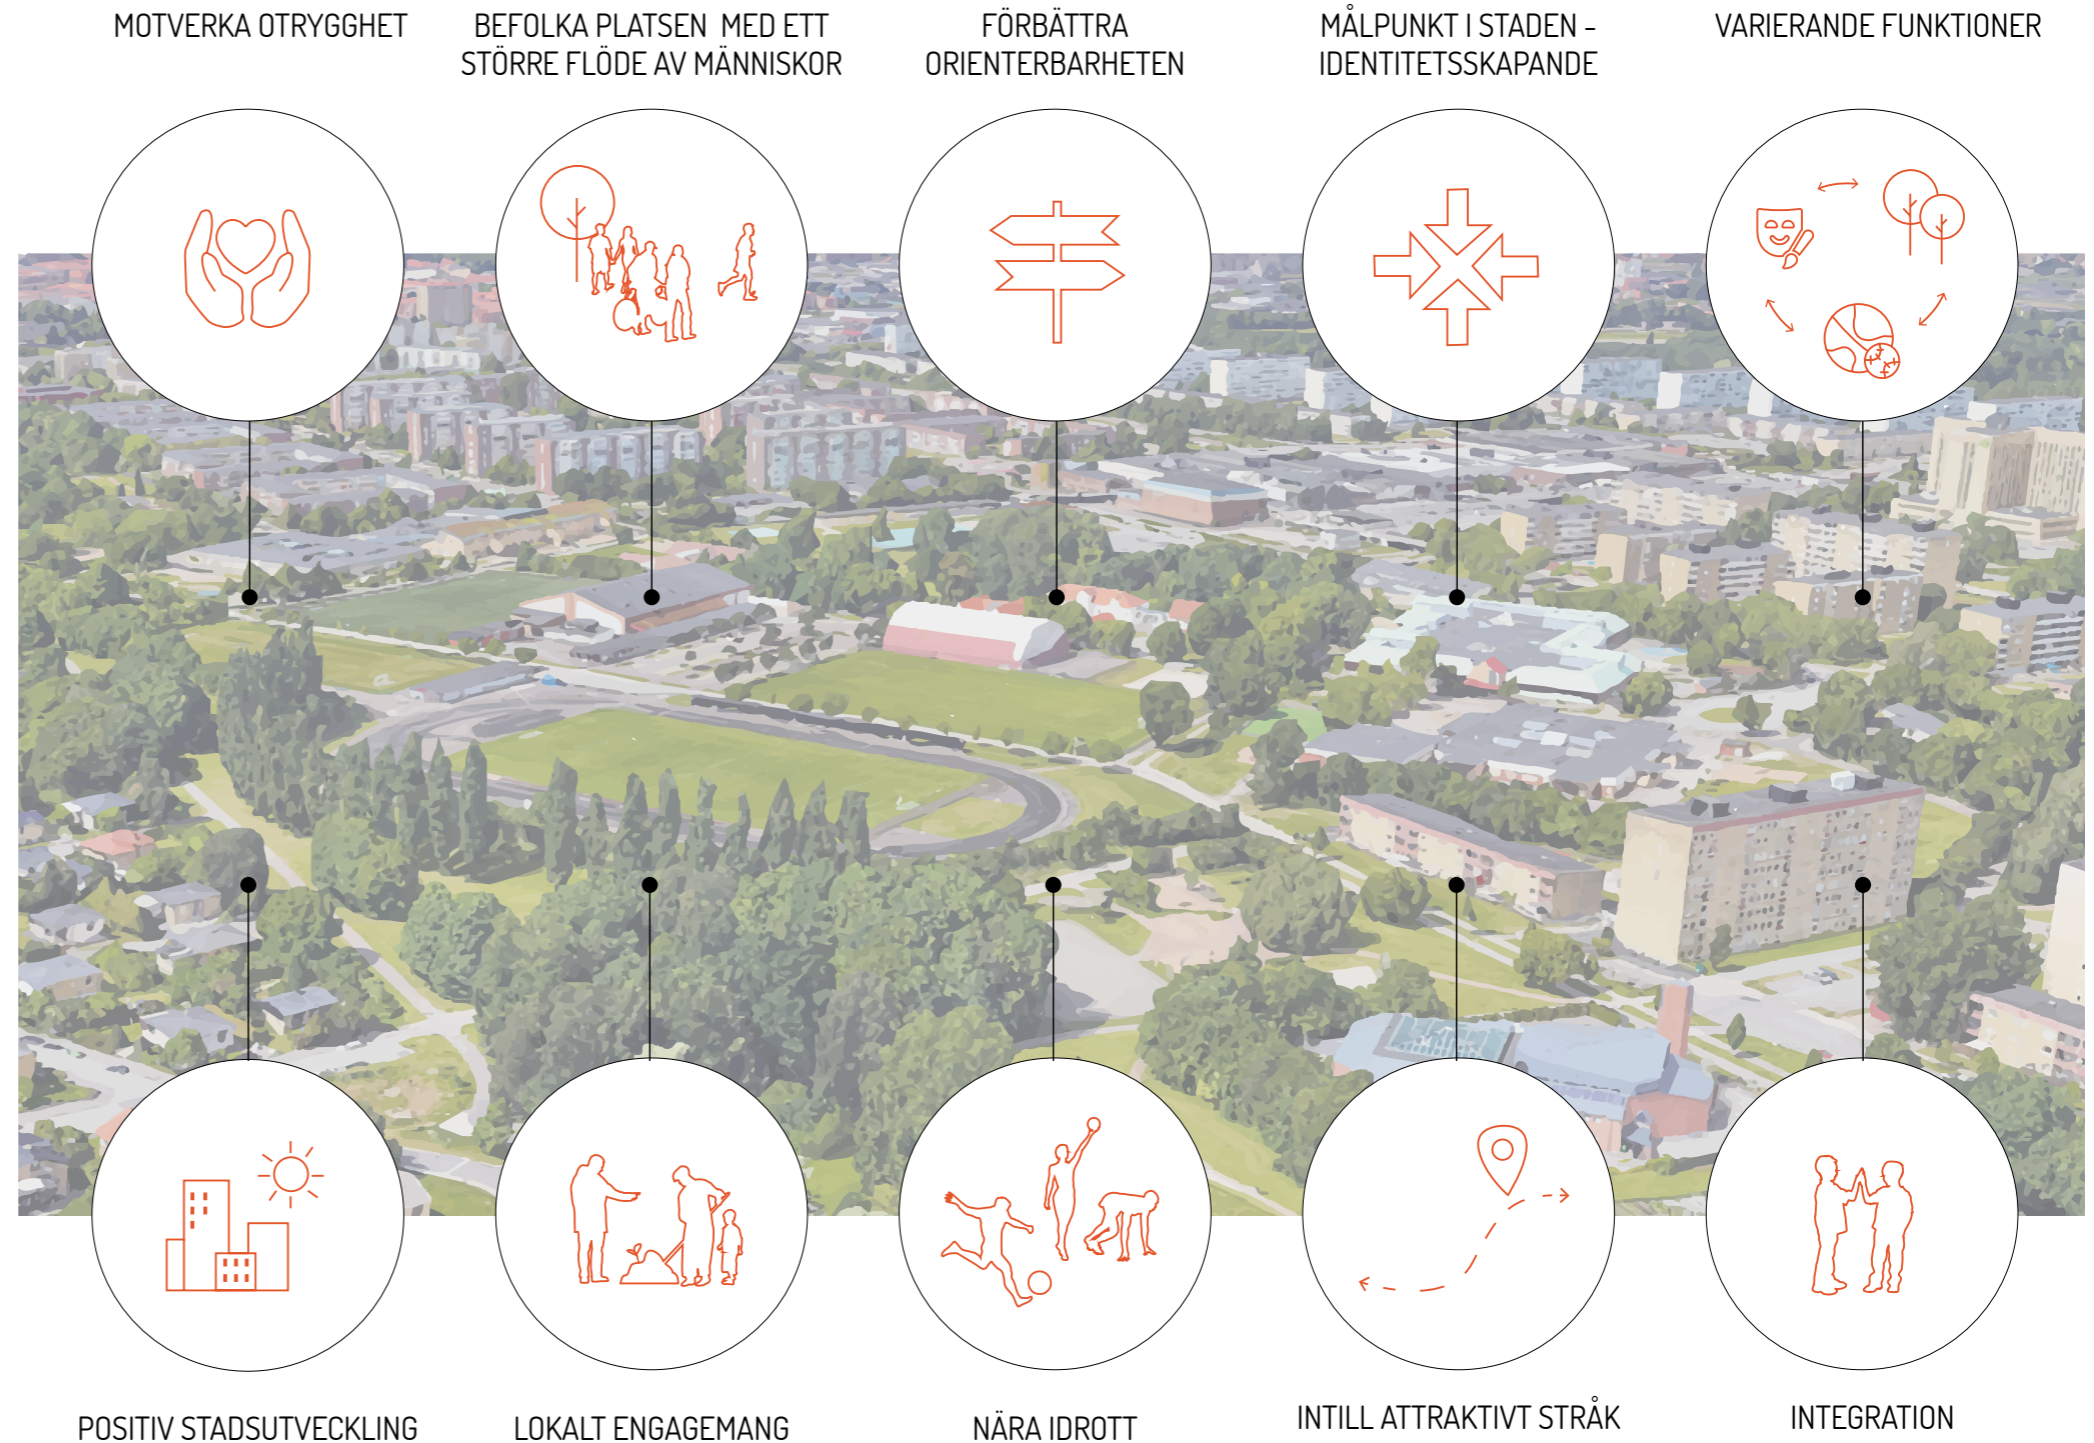 MOTVERKA OTRYGGHET
BEFOLKA PLATSEN MED ETT
STÖRRE FLÖDE AV MÄNNISKOR
FÖRBÄTTRA
ORIENTERBARHETEN
MÅLPUNKT I STADEN -
IDENTITETSSKAPANDE
VARIERANDE FUNKTIONER
POSITIV STADSUTVECKLING
LOKALT ENGAGEMANG
NÄRA IDROTT
INTILL ATTRAKTIVT STRÅK
INTEGRATION